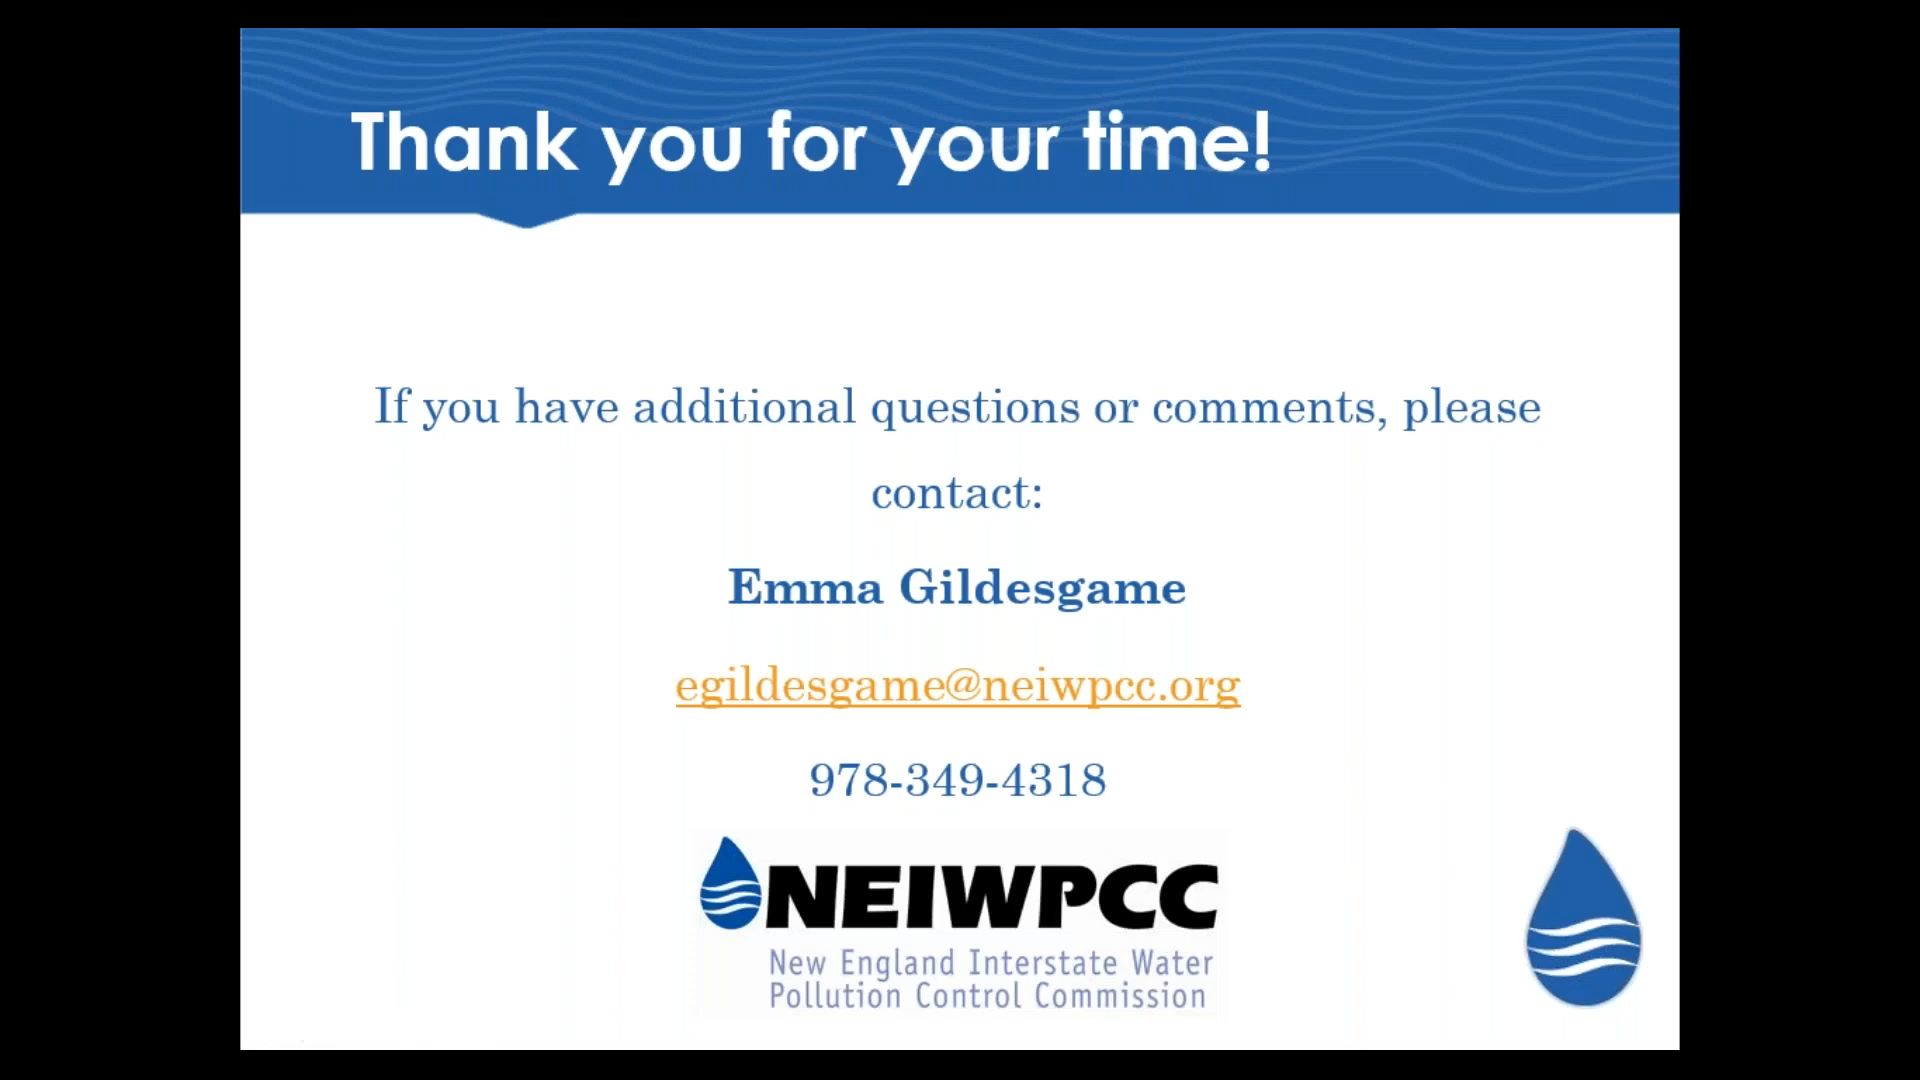 Thank you for your time!
If you have additional questions or comments, please
contact:
Emma Gildesgame
egildesgame@neiwpcc.org
978-349-4318
NEIWPCC
New England Interstate Water
Pollution Control Commission